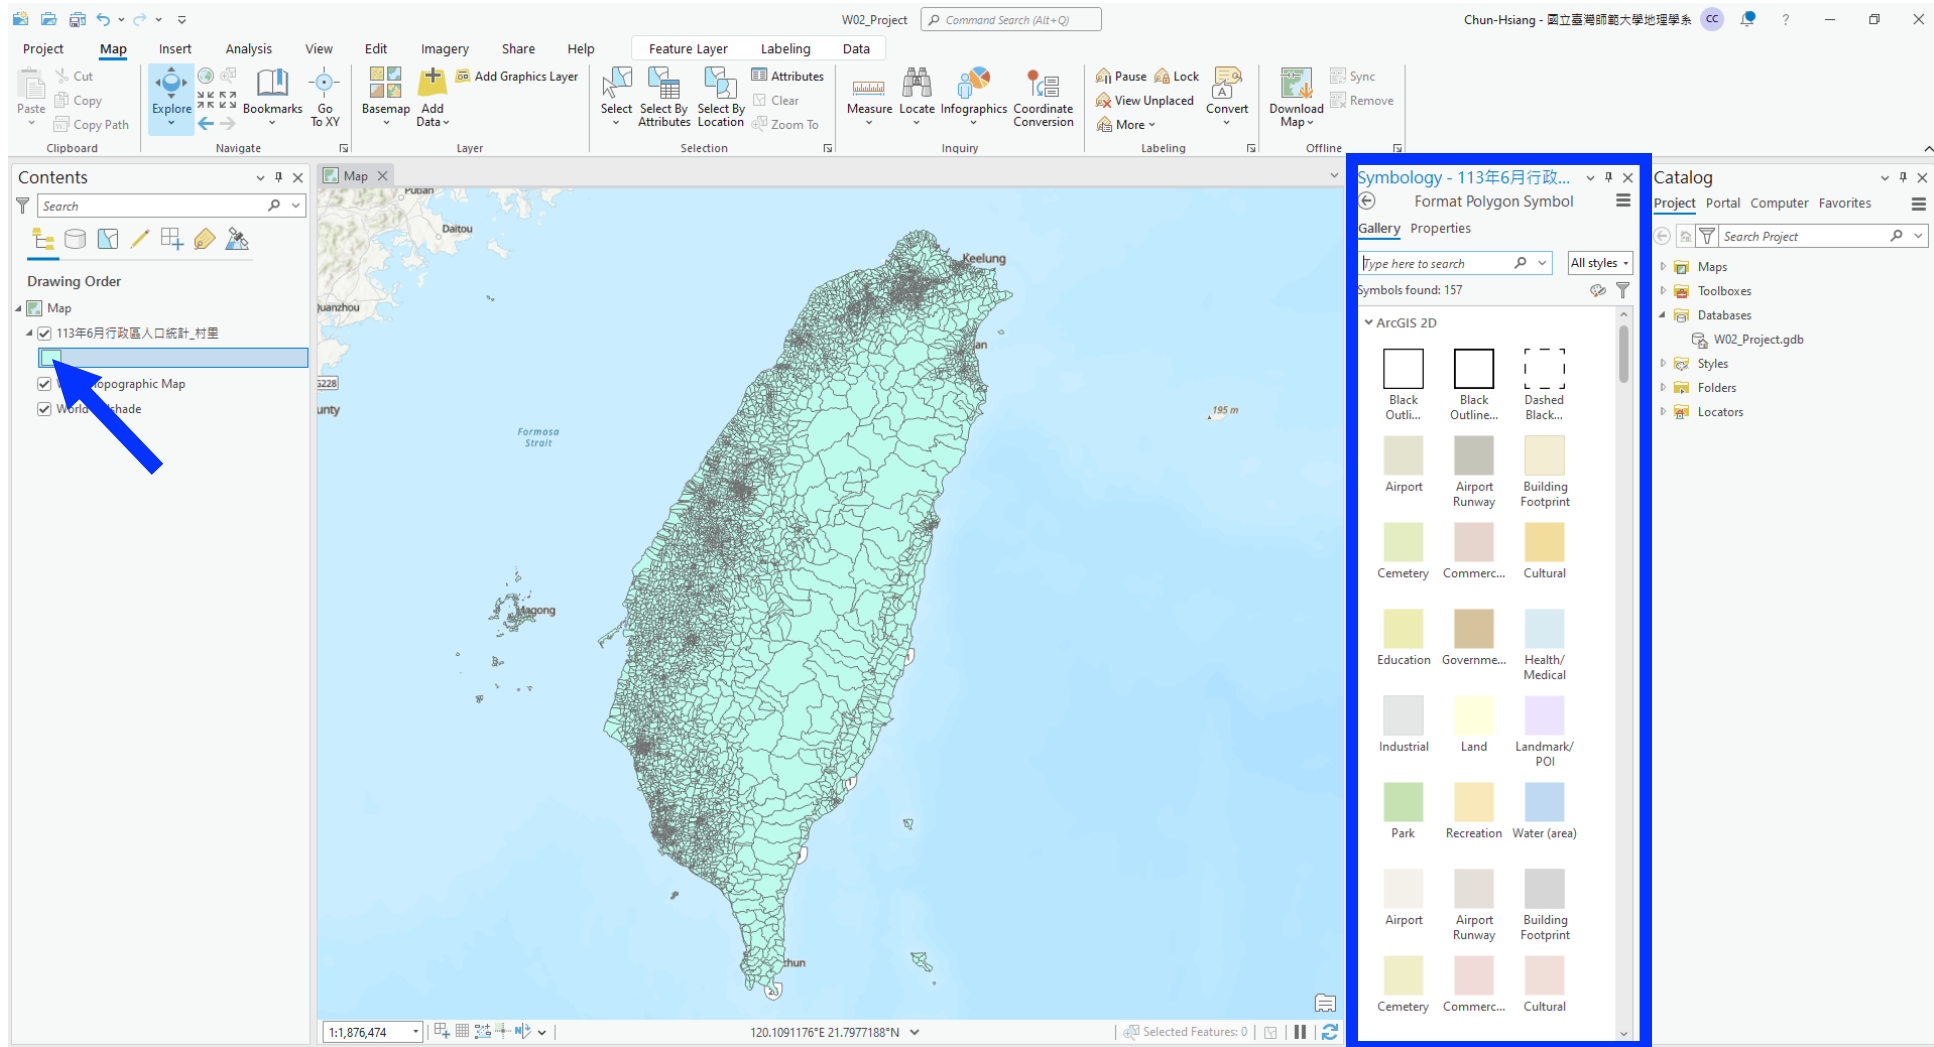 W02_Project
Command Search (Alt+Q)
Chun-Hsiang - 國立臺灣師範大學地理學系
CC
?
Project
Map
Insert
Analysis
View
Edit
Imagery
Share
Help
Feature Layer
Labeling
Data
Paste
Cut
Copy
Copy Path
Clipboard
Explore
Bookmarks
Go
To XY
Navigate
Basemap
Add
Data
Add Graphics Layer
Layer
Select
Select By
Attributes
Select By
Location
Attributes
Clear
Zoom To
Selection
Measure
Locate
Infographics
Coordinate
Conversion
Inquiry
Pause
Lock
View Unplaced
More
Convert
Labeling
Download
Map
Sync
Remove
Offline
Contents
Search
Drawing Order
Map
113年6月行政區人口統計_村里
opographic Map
World
shade
Map
Putian
Daitou
Quanzhou
G228
unty
Formosa
Strait
Keelung
an
195 m
Magong
chun
1:1,876,474
120.1091176°E 21.7977188°N
Selected Features: 0
Symbology - 113年6月行政...
Format Polygon Symbol
Gallery
Properties
Type here to search
All styles
Symbols found: 157
ArcGIS 2D
Black
Outli...
Black
Outline...
Dashed
Black...
Airport
Airport
Runway
Building
Footprint
Cemetery
Commerc...
Cultural
Education
Governme...
Health/
Medical
Industrial
Land
Landmark/
POI
Park
Recreation
Water (area)
Airport
Airport
Runway
Building
Footprint
Cemetery
Commerc...
Cultural
Catalog
Project
Portal
Computer
Favorites
Search Project
Maps
Toolboxes
Databases
W02_Project.gdb
Styles
Folders
Locators